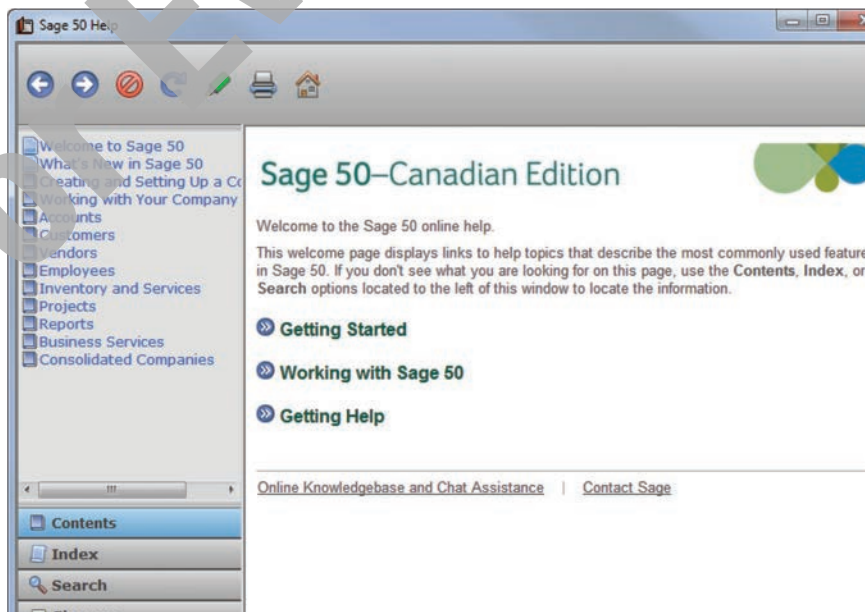 Sage 50 Help
Welcome to Sage 50
What's New in Sage 50
Creating and Setting Up a Co
Working with Your Company
Accounts
Customers
Vendors
Employees
Inventory and Services
Projects
Reports
Business Services
Consolidated Companies
Contents
Index
Search
Sage 50–Canadian Edition
Welcome to the Sage 50 online help.
This welcome page displays links to help topics that describe the most commonly used feature
in Sage 50. If you don't see what you are looking for on this page, use the Contents, Index, or
Search options located to the left of this window to locate the information.
Getting Started
Working with Sage 50
Getting Help
Online Knowledgebase and Chat Assistance | Contact Sage